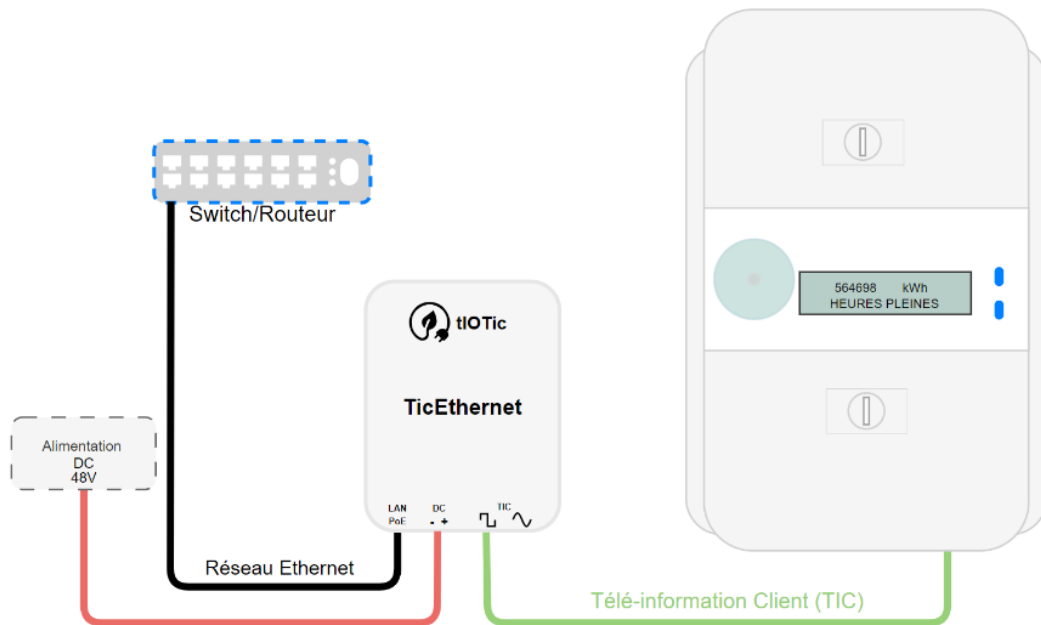 Switch/Routeur
564698 kWh
HEURES PLEINES
tIOTic
TicEthernet
Alimentation
DC
48V
LAN
PoE
DC
- +
TIC
Réseau Ethernet
Télé-information Client (TIC)